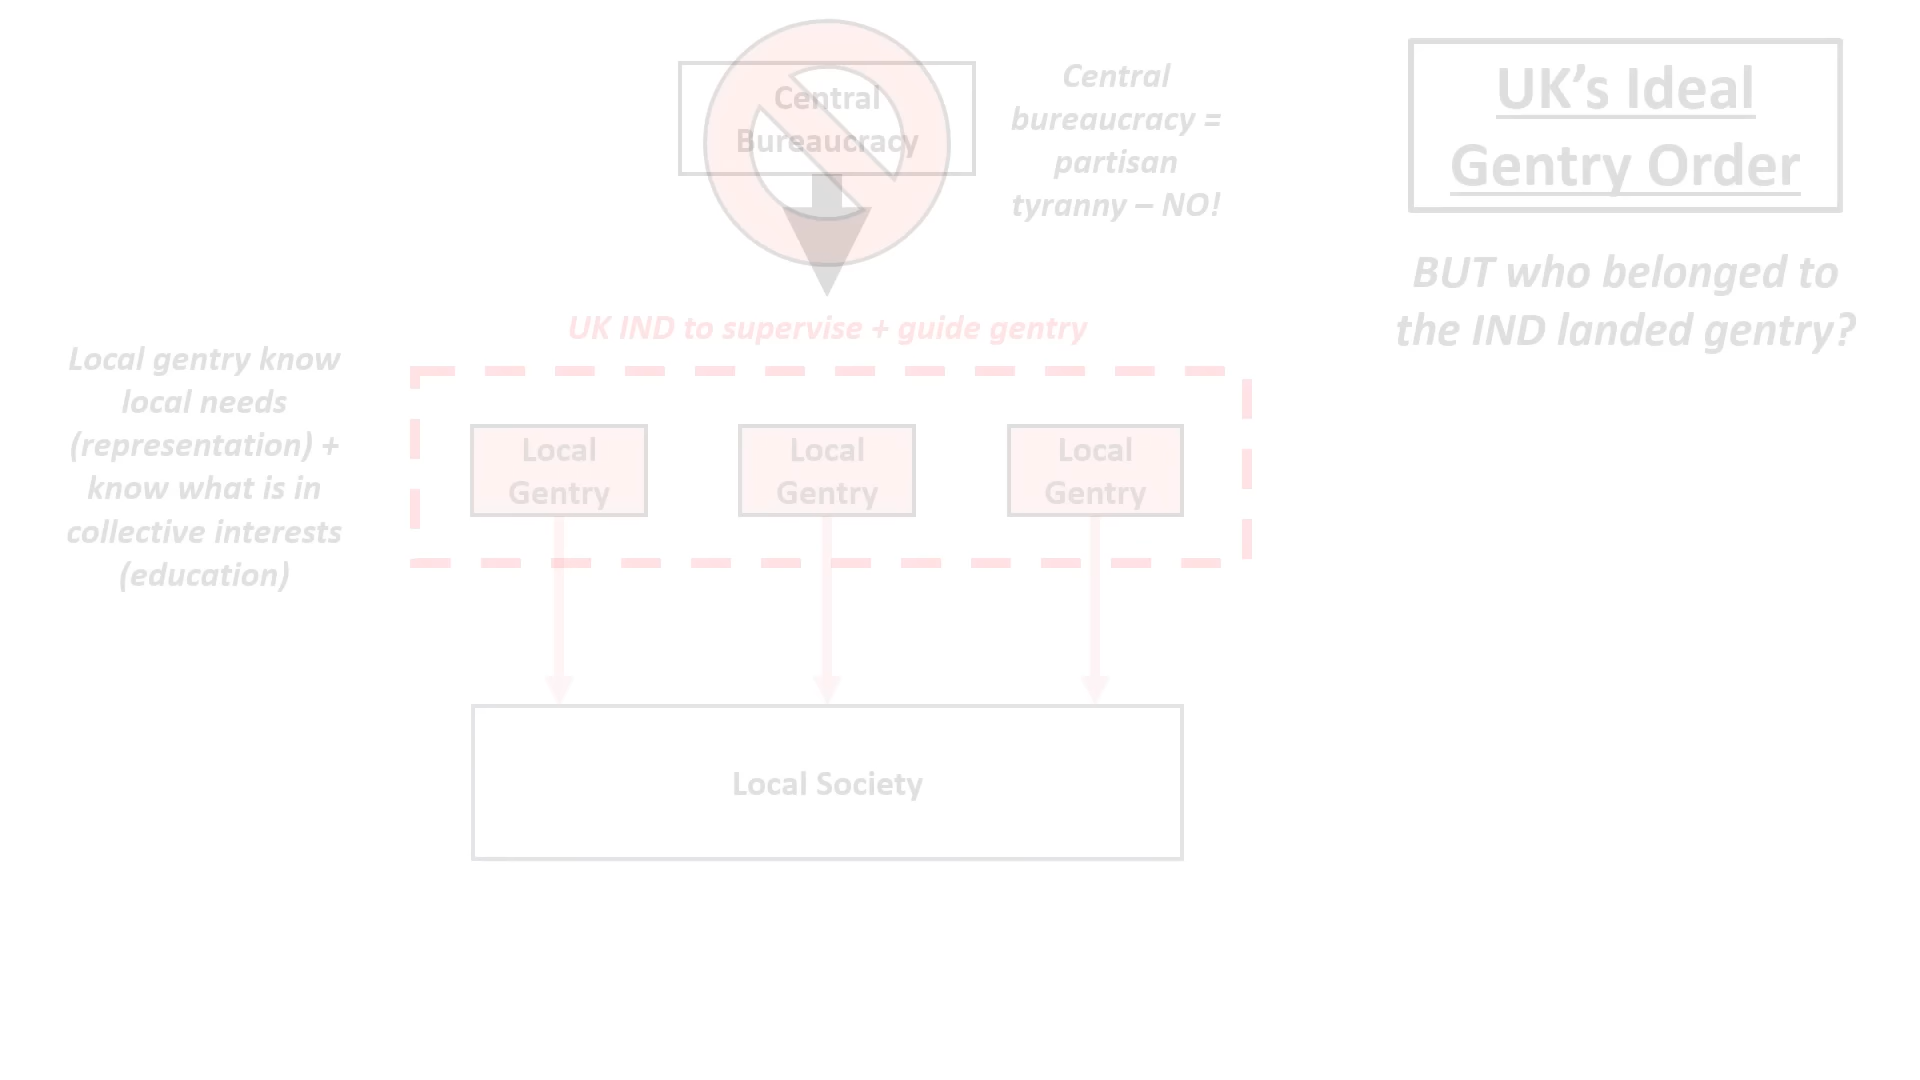 Central
Bureaucracy
Central
bureaucracy =
partisan
tyranny – NO!
UK’s Ideal
Gentry Order
BUT who belonged to
the IND landed gentry?
UK IND to supervise + guide gentry
Local gentry know
local needs
(representation) +
know what is in
collective interests
(education)
Local
Gentry
Local
Gentry
Local
Gentry
Local Society